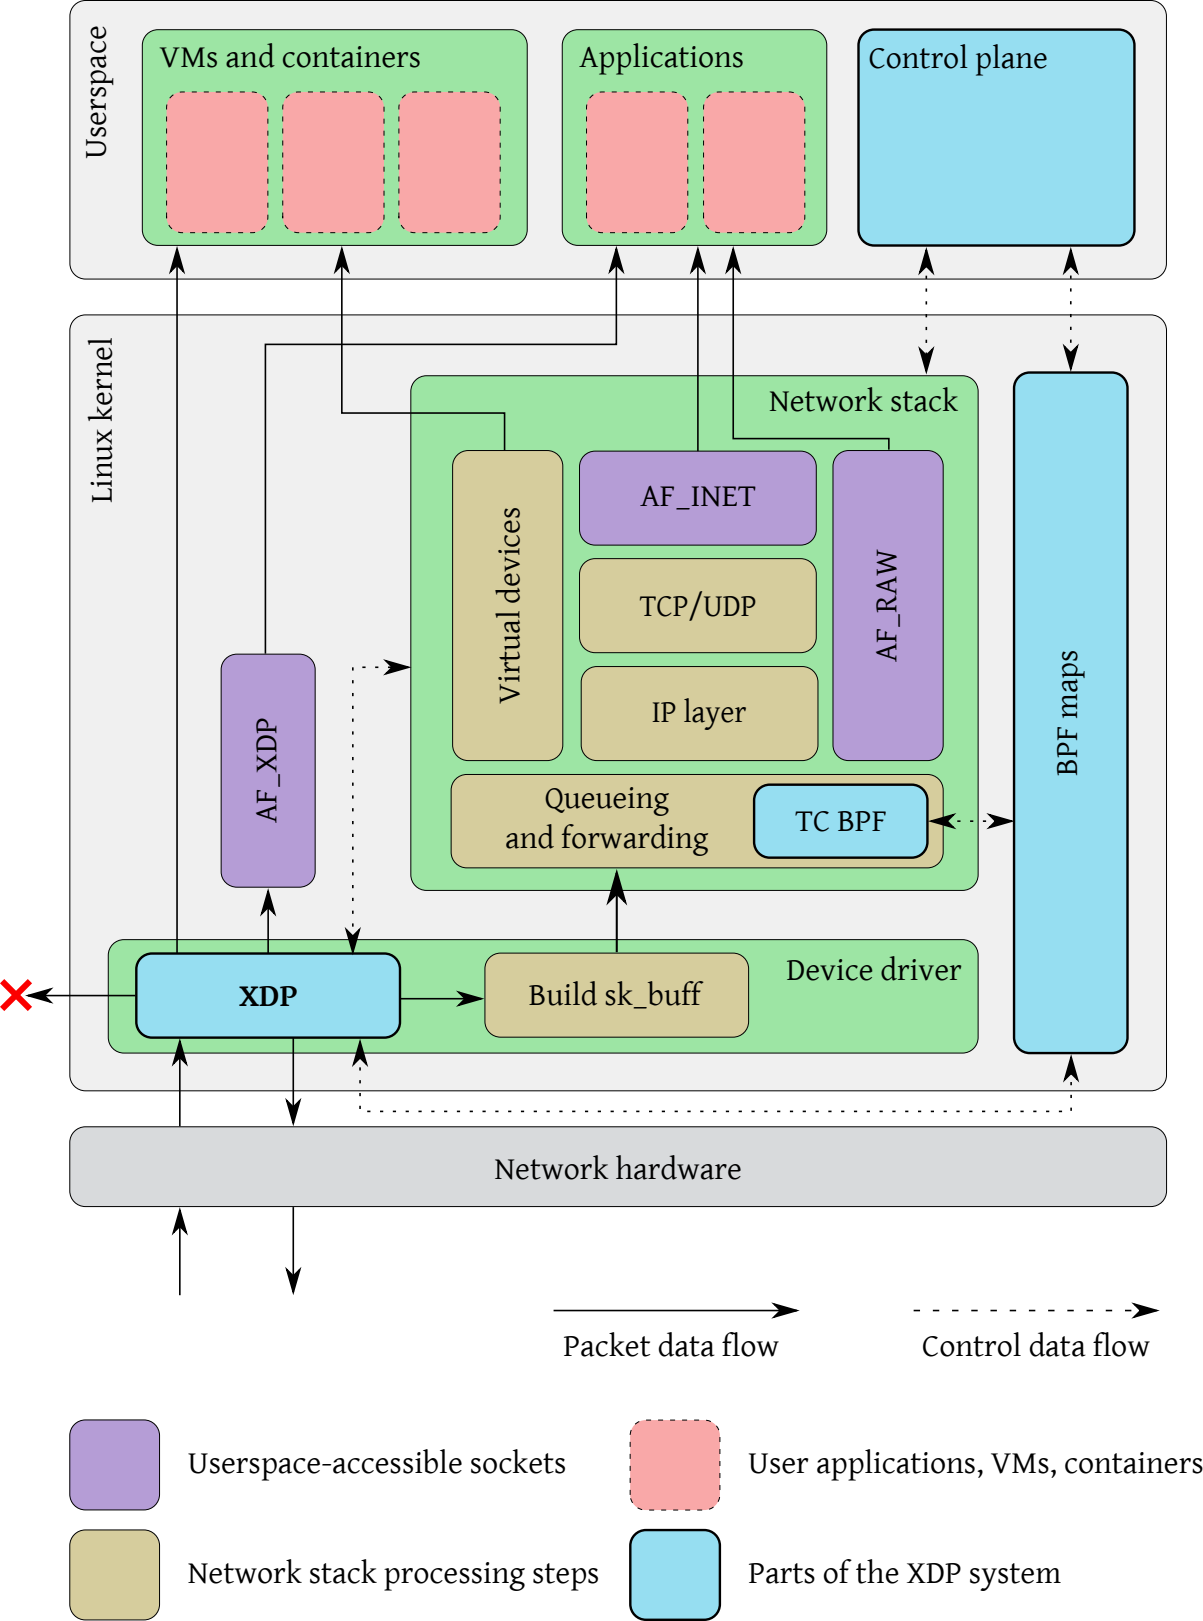 Userspace
VMs and containers
Applications
Control plane
Linux kernel
Network stack
Virtual devices
AF_INET
TCP/UDP
IP layer
AF_RAW
BPF maps
AF_XDP
Queueing
and forwarding
TC BPF
Device driver
XDP
Build sk_buff
Network hardware
Packet data flow
Control data flow
Userspace-accessible sockets
User applications, VMs, containers
Network stack processing steps
Parts of the XDP system